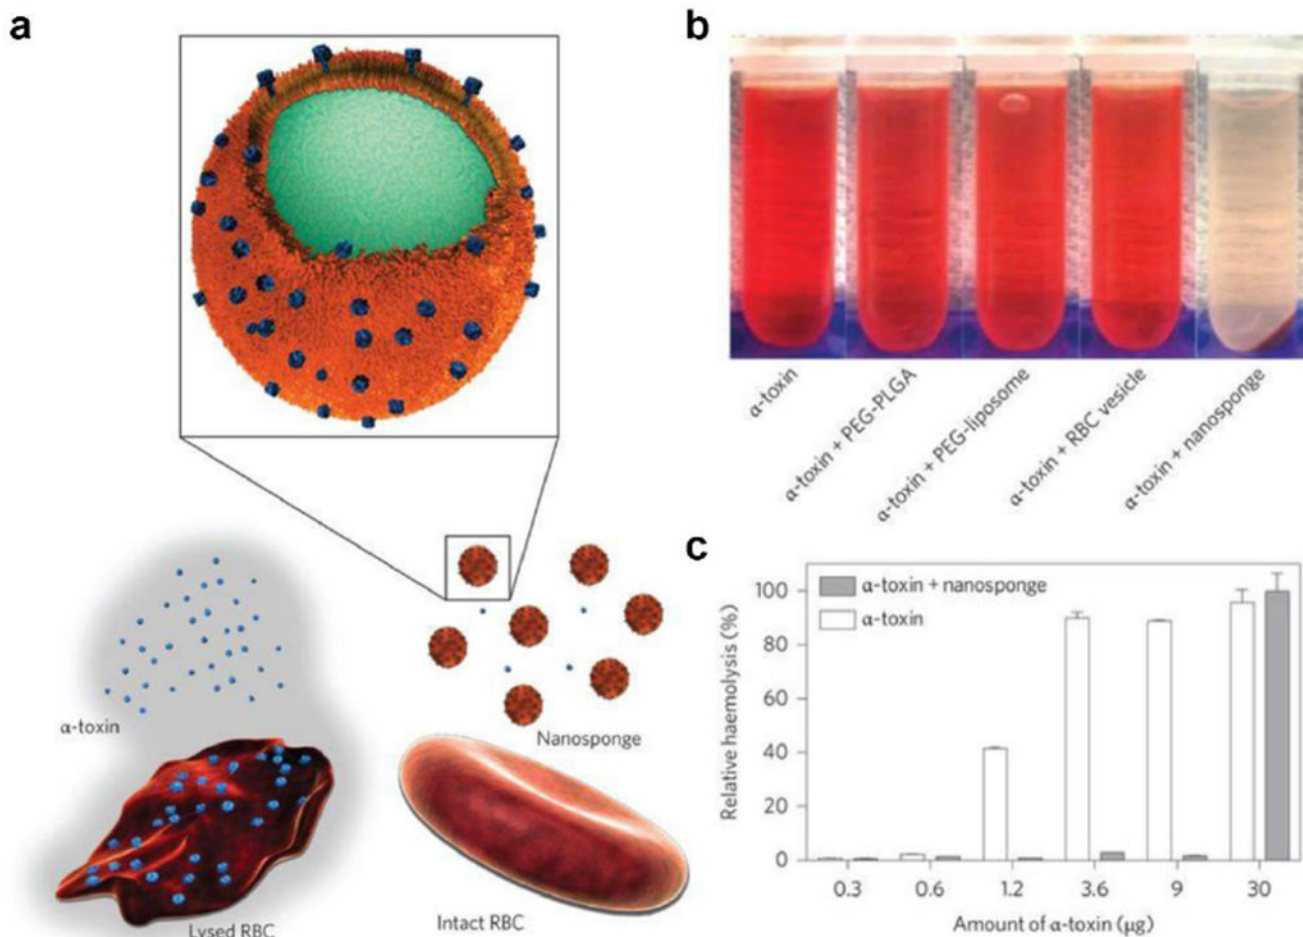 a
α-toxin
Nanosponge
Lysed RBC
Intact RBC
b
α-toxin
α-toxin + PEG-PLGA
α-toxin + PEG-liposome
α-toxin + RBC vesicle
α-toxin + nanosponge
c
α-toxin + nanosponge
α-toxin
Relative haemolysis (%)
100
80
60
40
20
0
0.3 0.6 1.2 3.6 9 30
Amount of α-toxin (μg)